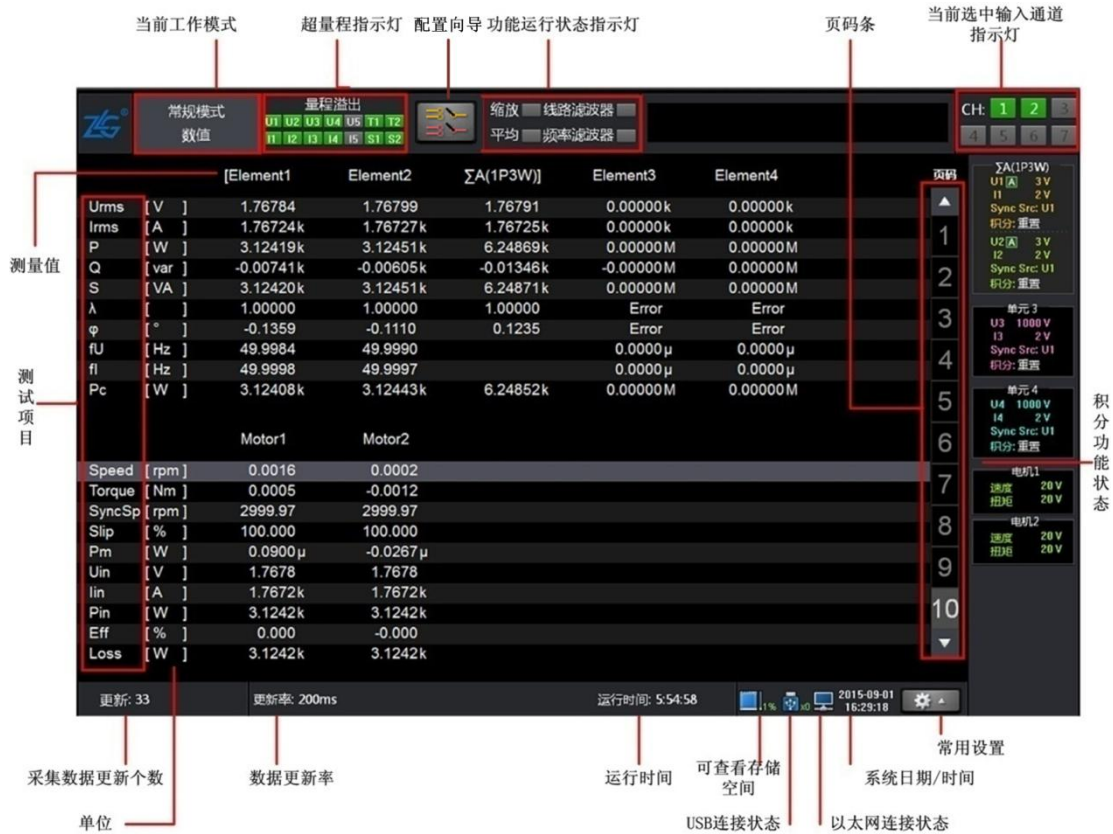 当前工作模式
超量程指示灯
配置向导
功能运行状态指示灯
页码条
当前选中输入通道
指示灯
ZLG®
常规模式
数值
量程溢出
U1 U2 U3 U4 U5 T1 T2
I1 I2 I3 I4 I5 S1 S2
缩放 线路滤波器
平均 频率滤波器
CH: 1 2 3
4 5 6 7
[Element1 Element2 ∑A(1P3W)] Element3 Element4 页码
Urms [ V ] 1.76784 1.76799 1.76791 0.00000k 0.00000k
Irms [ A ] 1.76724k 1.76727k 1.76725k 0.00000k 0.00000k
P [ W ] 3.12419k 3.12451k 6.24869k 0.00000M 0.00000M
Q [ var ] -0.00741k -0.00605k -0.01346k -0.00000M 0.00000M
S [ VA ] 3.12420k 3.12451k 6.24871k 0.00000M 0.00000M
λ [ ] 1.00000 1.00000 1.00000 Error Error
φ [ ° ] -0.1359 -0.1110 0.1235 Error Error
fU [ Hz ] 49.9984 49.9990 0.0000μ 0.0000μ
fI [ Hz ] 49.9998 49.9997 0.0000μ 0.0000μ
Pc [ W ] 3.12408k 3.12443k 6.24852k 0.00000M 0.00000M
Motor1 Motor2
Speed [ rpm ] 0.0016 0.0002
Torque [ Nm ] 0.0005 -0.0012
SyncSp [ rpm ] 2999.97 2999.97
Slip [ % ] 100.000 100.000
Pm [ W ] 0.0900μ -0.0267μ
Uin [ V ] 1.7678 1.7678
Iin [ A ] 1.7672k 1.7672k
Pin [ W ] 3.1242k 3.1242k
Eff [ % ] 0.000 -0.000
Loss [ W ] 3.1242k 3.1242k
1
2
3
4
5
6
7
8
9
10
∑A(1P3W)
U1 A 3 V
I1 2 V
Sync Src: U1
积分: 重置
U2 A 3 V
I2 2 V
Sync Src: U1
积分: 重置
单元 3
U3 1000 V
I3 2 V
Sync Src: U1
积分: 重置
单元 4
U4 1000 V
I4 2 V
Sync Src: U1
积分: 重置
电机1
速度 20 V
扭矩 20 V
电机2
速度 20 V
扭矩 20 V
测量值
测试项目
积分功能状态
更新: 33
更新率: 200ms
运行时间: 5:54:58
1%
x0
2015-09-01
16:29:18
采集数据更新个数
数据更新率
运行时间
可查看存储
空间
系统日期/时间
常用设置
单位
USB连接状态
以太网连接状态